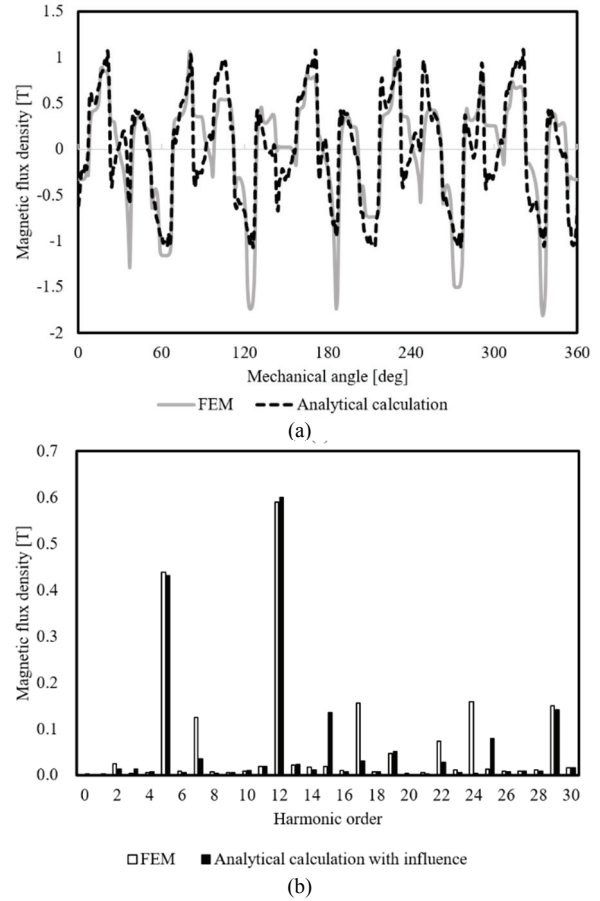 1.5
1
0.5
0
-0.5
-1
-1.5
-2
Magnetic flux density [T]
0 60 120 180 240 300 360
Mechanical angle [deg]
FEM Analytical calculation
(a)
0.7
0.6
0.5
0.4
0.3
0.2
0.1
0.0
Magnetic flux density [T]
0 2 4 6 8 10 12 14 16 18 20 22 24 26 28 30
Harmonic order
FEM Analytical calculation with influence
(b)